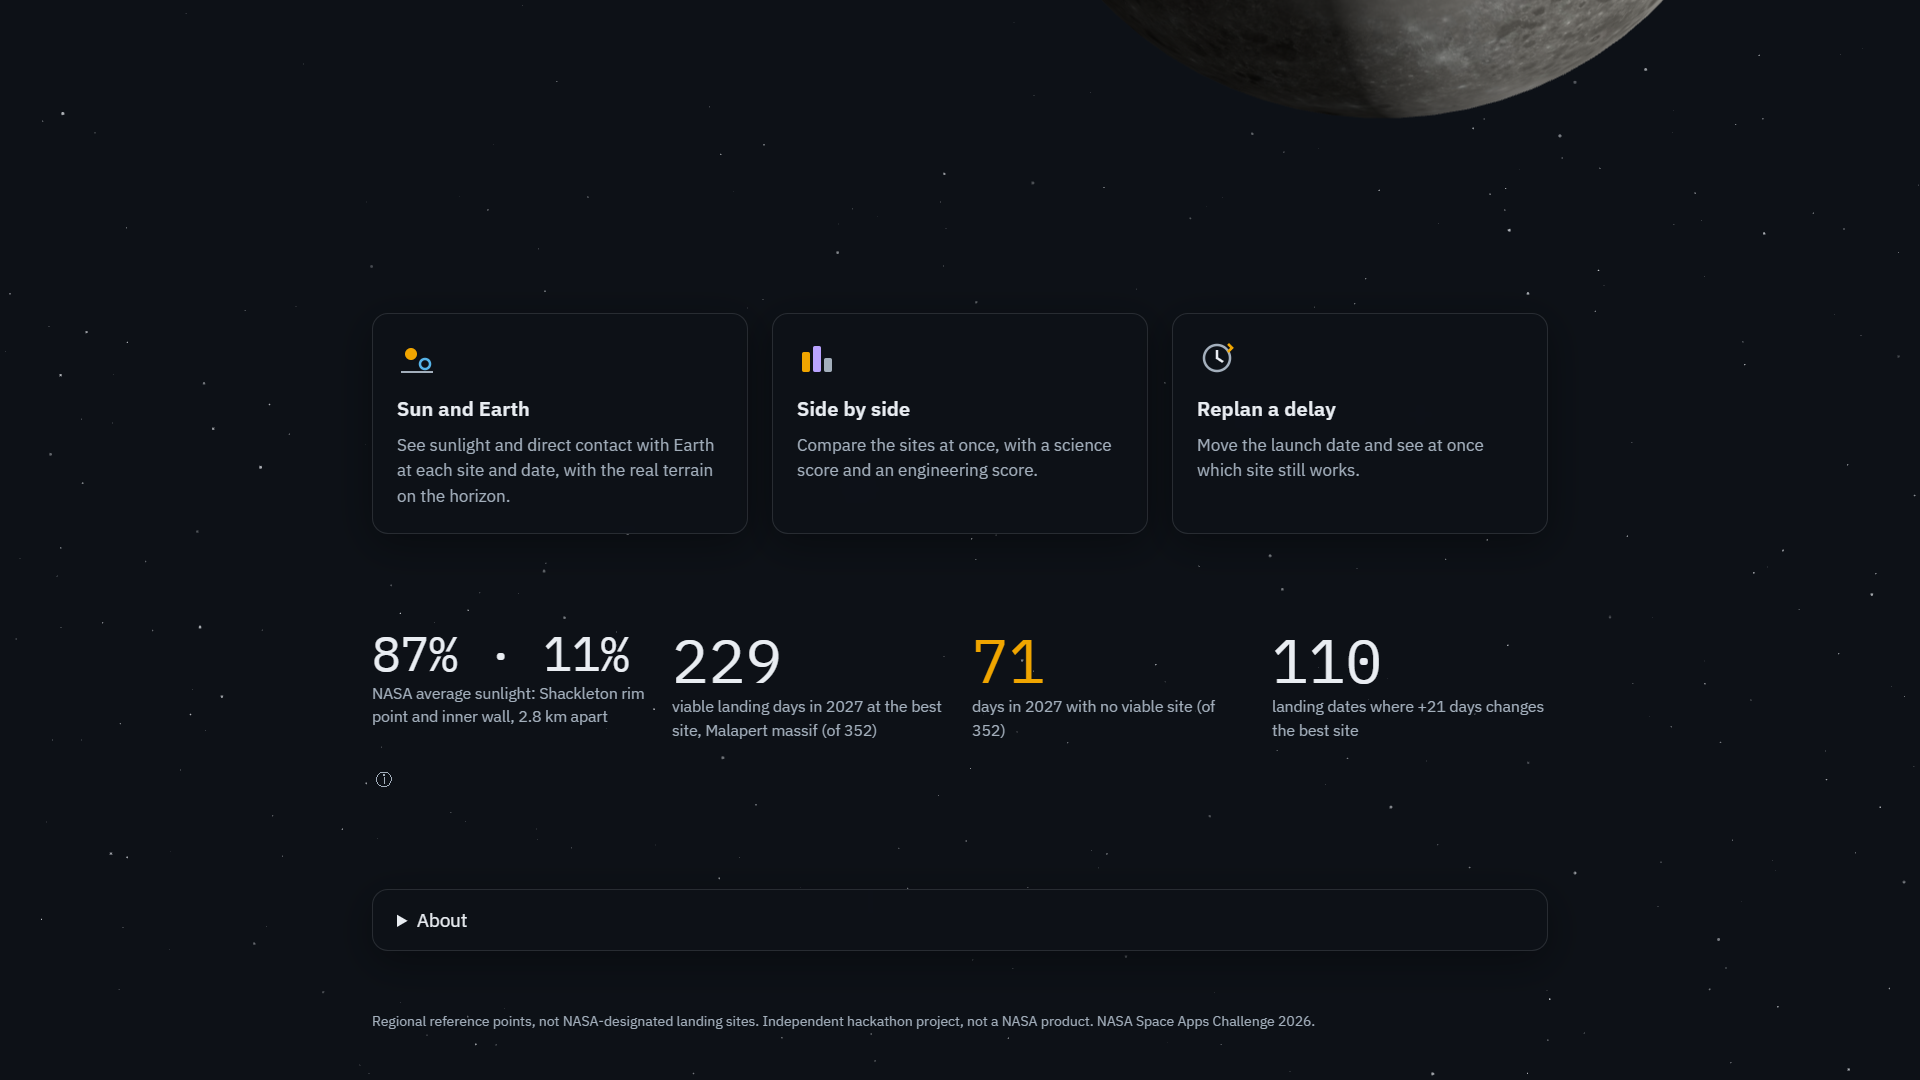 Sun and Earth
See sunlight and direct contact with Earth
at each site and date, with the real terrain
on the horizon.
Side by side
Compare the sites at once, with a science
score and an engineering score.
Replan a delay
Move the launch date and see at once
which site still works.
87% · 11%
NASA average sunlight: Shackleton rim
point and inner wall, 2.8 km apart
229
viable landing days in 2027 at the best
site, Malapert massif (of 352)
71
days in 2027 with no viable site (of
352)
110
landing dates where +21 days changes
the best site
ⓘ
▶ About
Regional reference points, not NASA-designated landing sites. Independent hackathon project, not a NASA product. NASA Space Apps Challenge 2026.